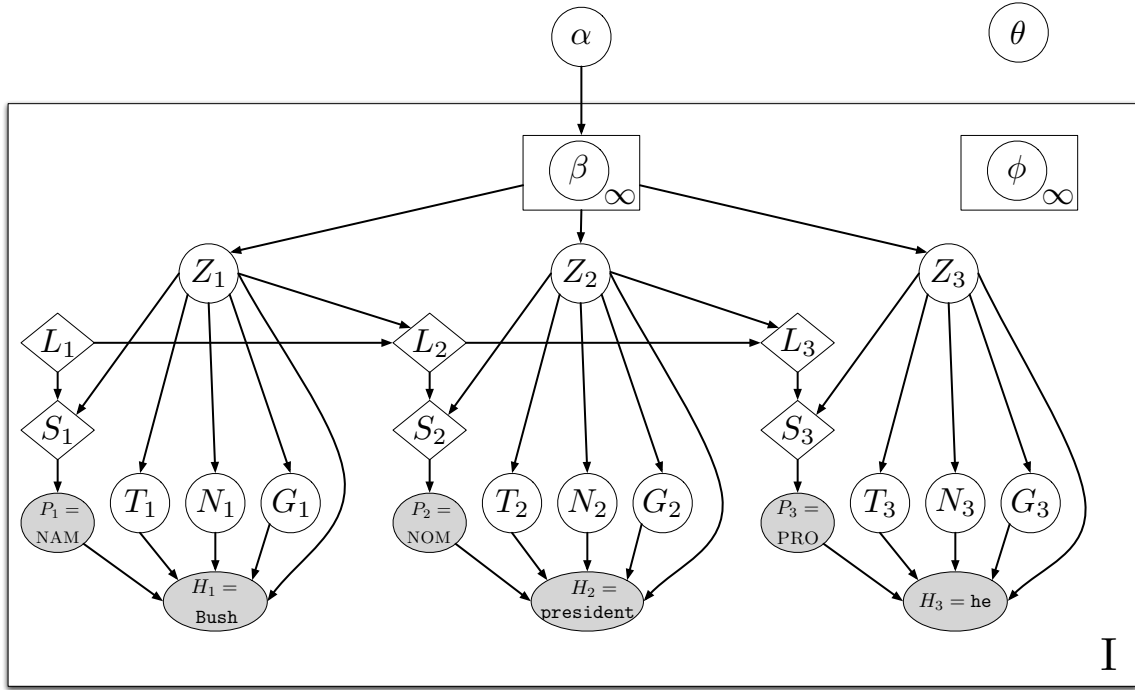 α
θ
β ∞
ϕ ∞
Z₁ Z₂ Z₃
L₁ L₂ L₃
S₁ S₂ S₃
P₁ =
NAM
T₁ N₁ G₁
P₂ =
NOM
T₂ N₂ G₂
P₃ =
PRO
T₃ N₃ G₃
H₁ =
Bush
H₂ =
president
H₃ = he
I